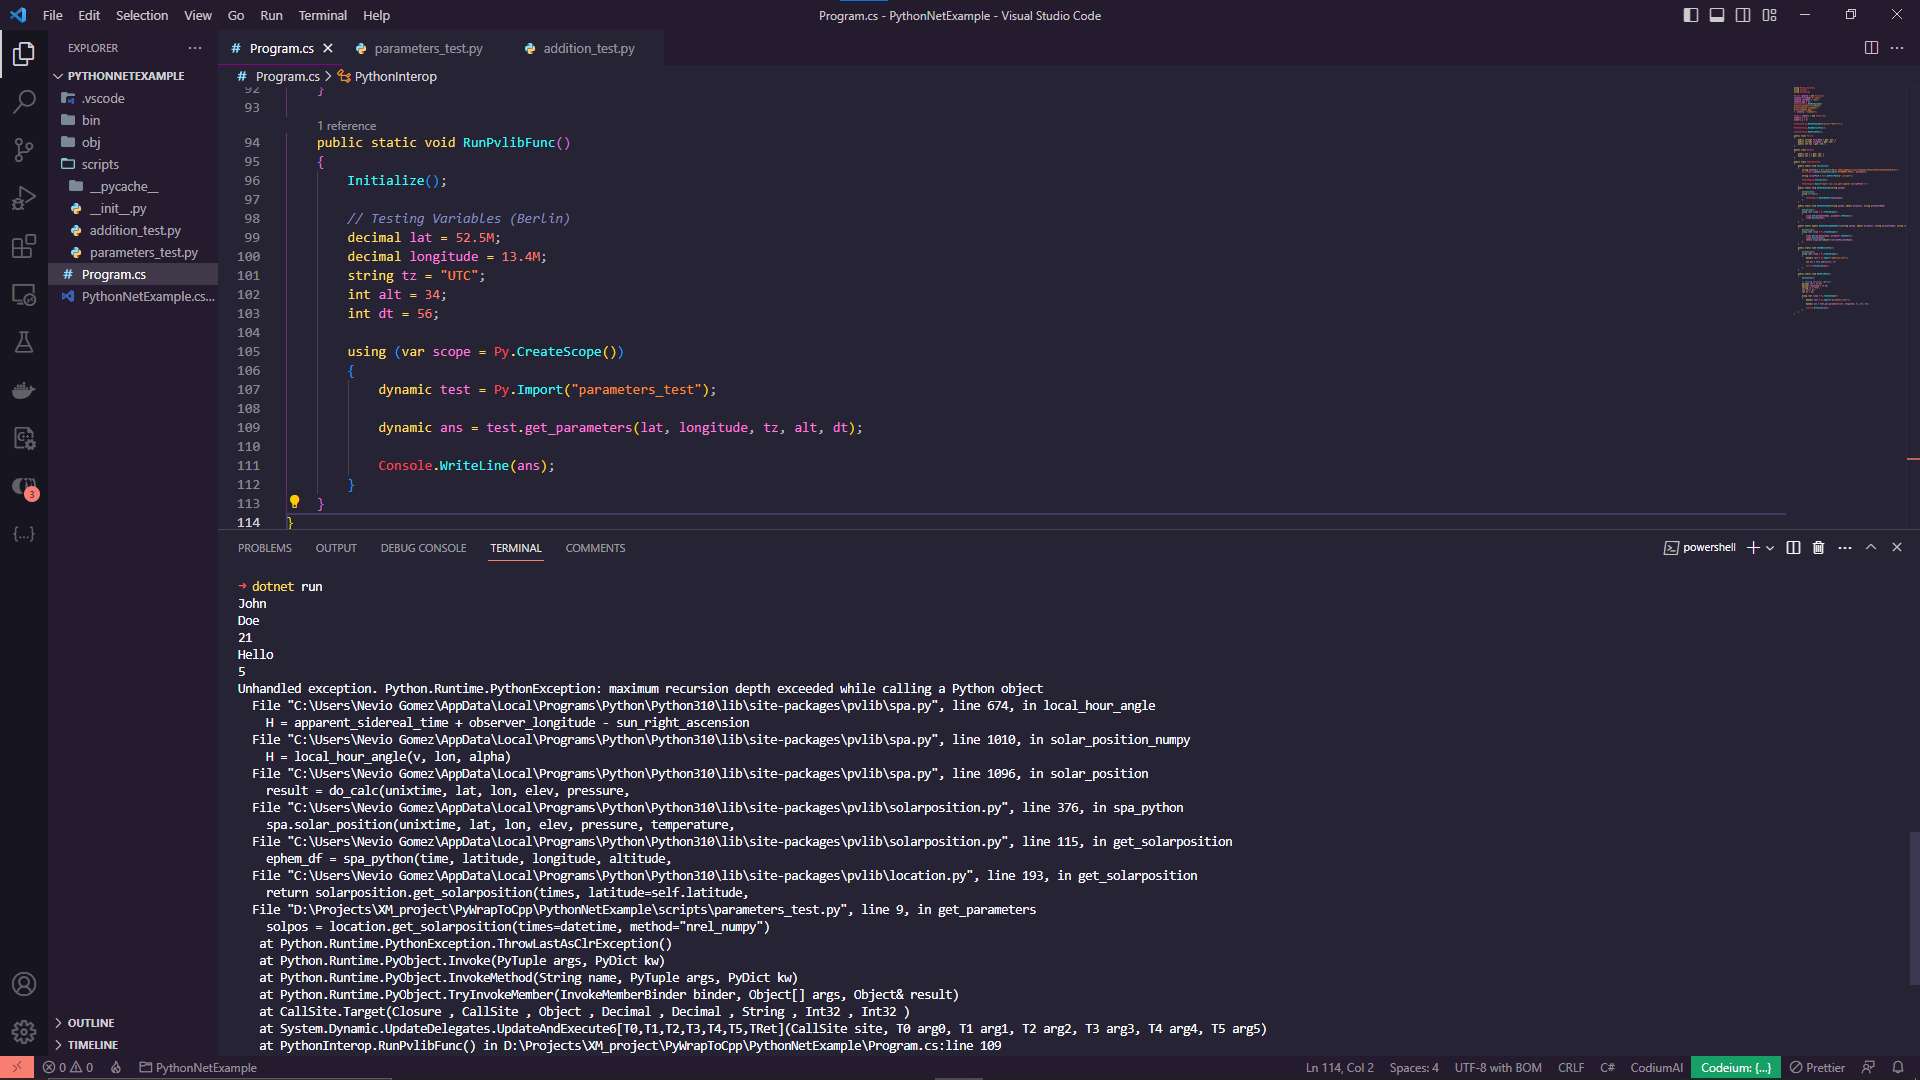 File Edit Selection View Go Run Terminal Help
Program.cs - PythonNetExample - Visual Studio Code
EXPLORER
PYTHONNETEXAMPLE
.vscode
bin
obj
scripts
__pycache__
__init__.py
addition_test.py
parameters_test.py
Program.cs
PythonNetExample.cs...
3
OUTLINE
TIMELINE
# Program.cs parameters_test.py addition_test.py
# Program.cs > PythonInterop
92 }
93
1 reference
94 public static void RunPvlibFunc()
95 {
96 Initialize();
97
98 // Testing Variables (Berlin)
99 decimal lat = 52.5M;
100 decimal longitude = 13.4M;
101 string tz = "UTC";
102 int alt = 34;
103 int dt = 56;
104
105 using (var scope = Py.CreateScope())
106 {
107 dynamic test = Py.Import("parameters_test");
108
109 dynamic ans = test.get_parameters(lat, longitude, tz, alt, dt);
110
111 Console.WriteLine(ans);
112 }
113 }
114 }
PROBLEMS OUTPUT DEBUG CONSOLE TERMINAL COMMENTS
powershell
→ dotnet run
John
Doe
21
Hello
5
Unhandled exception. Python.Runtime.PythonException: maximum recursion depth exceeded while calling a Python object
File "C:\Users\Nevio Gomez\AppData\Local\Programs\Python\Python310\lib\site-packages\pvlib\spa.py", line 674, in local_hour_angle
H = apparent_sidereal_time + observer_longitude - sun_right_ascension
File "C:\Users\Nevio Gomez\AppData\Local\Programs\Python\Python310\lib\site-packages\pvlib\spa.py", line 1010, in solar_position_numpy
H = local_hour_angle(v, lon, alpha)
File "C:\Users\Nevio Gomez\AppData\Local\Programs\Python\Python310\lib\site-packages\pvlib\spa.py", line 1096, in solar_position
result = do_calc(unixtime, lat, lon, elev, pressure,
File "C:\Users\Nevio Gomez\AppData\Local\Programs\Python\Python310\lib\site-packages\pvlib\solarposition.py", line 376, in spa_python
spa.solar_position(unixtime, lat, lon, elev, pressure, temperature,
File "C:\Users\Nevio Gomez\AppData\Local\Programs\Python\Python310\lib\site-packages\pvlib\solarposition.py", line 115, in get_solarposition
ephem_df = spa_python(time, latitude, longitude, altitude,
File "C:\Users\Nevio Gomez\AppData\Local\Programs\Python\Python310\lib\site-packages\pvlib\location.py", line 193, in get_solarposition
return solarposition.get_solarposition(times, latitude=self.latitude,
File "D:\Projects\XM_project\PyWrapToCpp\PythonNetExample\scripts\parameters_test.py", line 9, in get_parameters
solpos = location.get_solarposition(times=datetime, method="nrel_numpy")
at Python.Runtime.PythonException.ThrowLastAsClrException()
at Python.Runtime.PyObject.Invoke(PyTuple args, PyDict kw)
at Python.Runtime.PyObject.InvokeMethod(String name, PyTuple args, PyDict kw)
at Python.Runtime.PyObject.TryInvokeMember(InvokeMemberBinder binder, Object[] args, Object& result)
at CallSite.Target(Closure , CallSite , Object , Decimal , Decimal , String , Int32 , Int32 )
at System.Dynamic.UpdateDelegates.UpdateAndExecute6[T0,T1,T2,T3,T4,T5,TRet](CallSite site, T0 arg0, T1 arg1, T2 arg2, T3 arg3, T4 arg4, T5 arg5)
at PythonInterop.RunPvlibFunc() in D:\Projects\XM_project\PyWrapToCpp\PythonNetExample\Program.cs:line 109
0 0 PythonNetExample
Ln 114, Col 2 Spaces: 4 UTF-8 with BOM CRLF C# CodiumAI Codeium: {...} Prettier